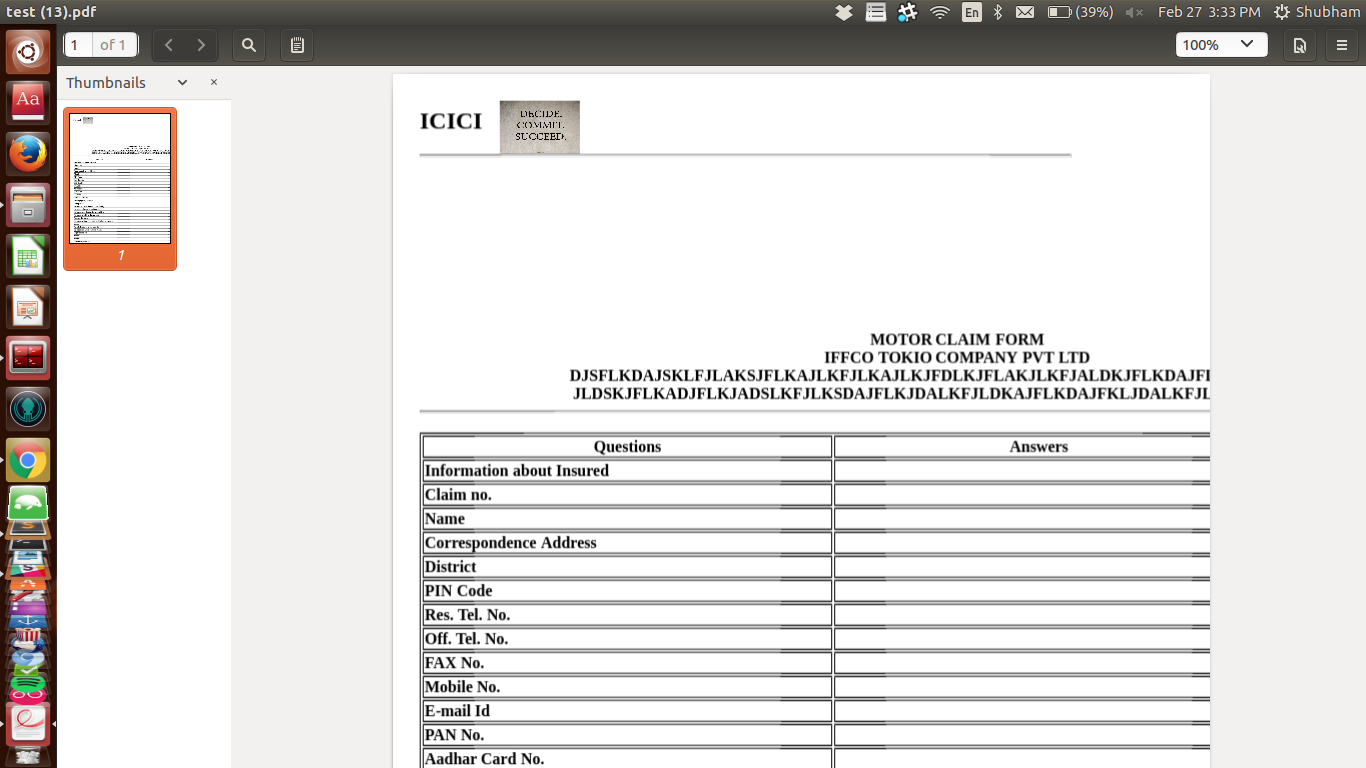 test (13).pdf
En
(39%)
Feb 27 3:33 PM
Shubham
1
of 1
100%
Thumbnails
1
ICICI
DECIDE.
COMMIT.
SUCCEED.
MOTOR CLAIM FORM
IFFCO TOKIO COMPANY PVT LTD
DJSFLKDAJSKLFJLAKSJFLKAJLKFJLKAJLKJFDLKJFLAKJLKFJALDKJFLKDAJFI
JLDSKJFLKADJFLKJADSLKFJLKSDAJFLKJDALKFJLDKAJFLKDAJFKLJDALKFJL
Questions
Answers
Information about Insured
Claim no.
Name
Correspondence Address
District
PIN Code
Res. Tel. No.
Off. Tel. No.
FAX No.
Mobile No.
E-mail Id
PAN No.
Aadhar Card No.